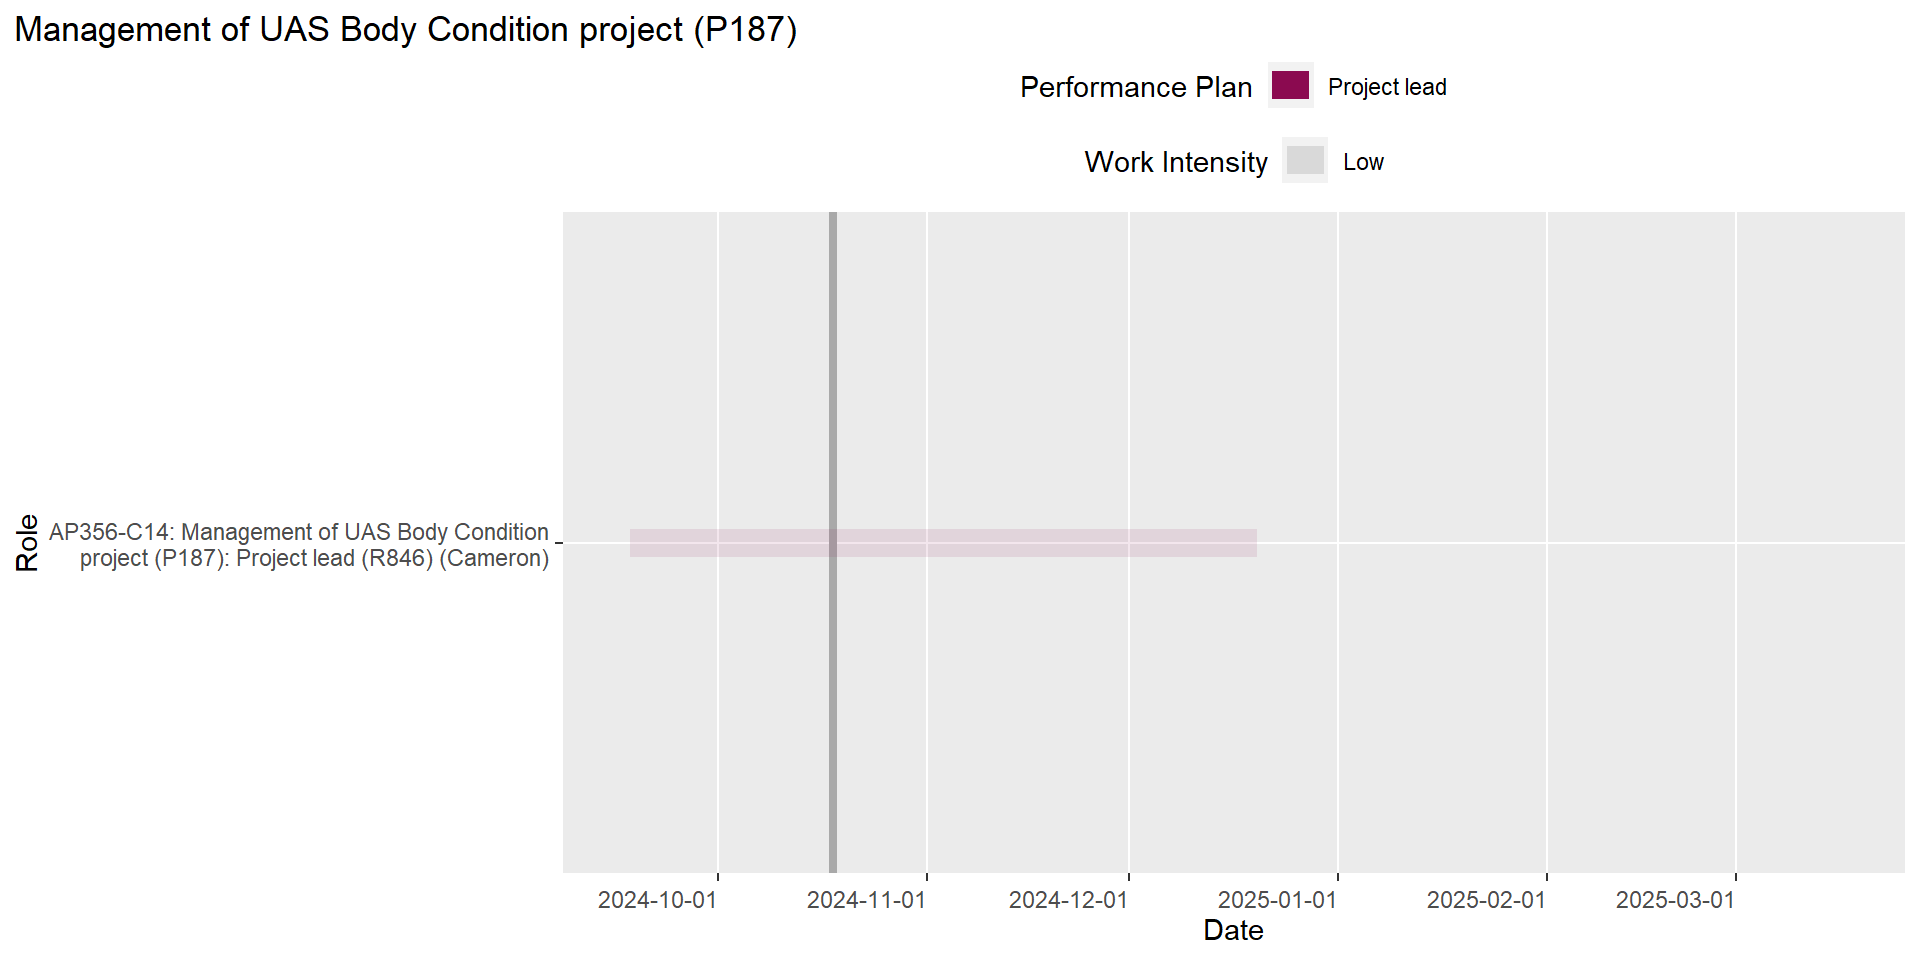 Management of UAS Body Condition project (P187)
Performance Plan Project lead
Work Intensity Low
Role
AP356-C14: Management of UAS Body Condition
project (P187): Project lead (R846) (Cameron)
2024-10-01 2024-11-01 2024-12-01 2025-01-01 2025-02-01 2025-03-01
Date